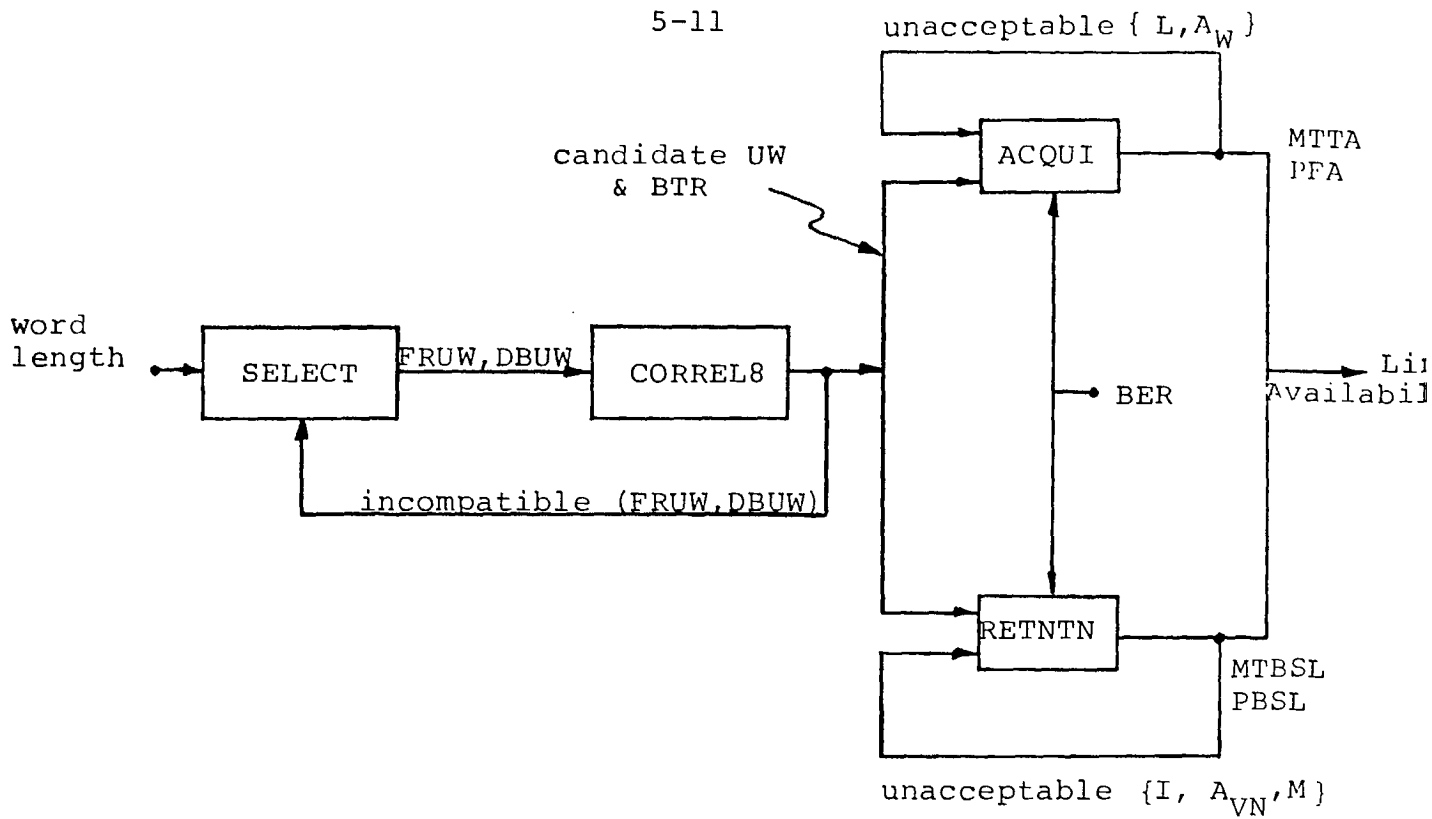 5-11
unacceptable { L,A_W }
ACQUI
MTTA
PFA
candidate UW
& BTR
word
length
SELECT
FRUW,DBUW
CORREL8
BER
Availabil
incompatible (FRUW,DBUW)
RETNTN
MTBSL
PBSL
unacceptable {I, A_VN,M}